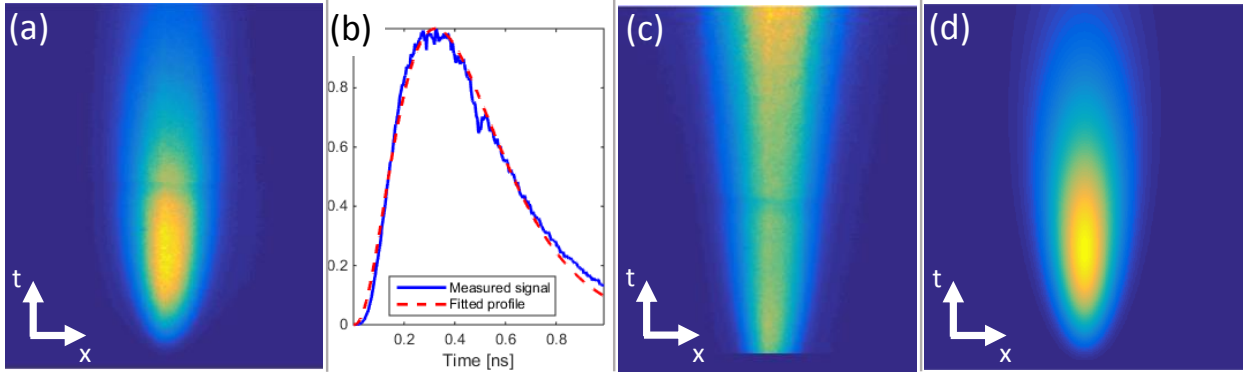 (a)
t
x
(b)
0.8
0.6
0.4
0.2
0
0.2
0.4
0.6
0.8
Time [ns]
Measured signal
Fitted profile
(c)
t
x
(d)
t
x